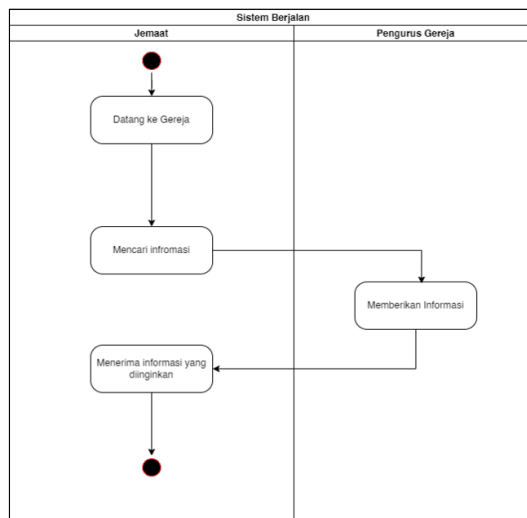 Sistem Berjalan
Jemaat
Pengurus Gereja
Datang ke Gereja
Mencari infromasi
Memberikan Informasi
Menerima informasi yang
diinginkan